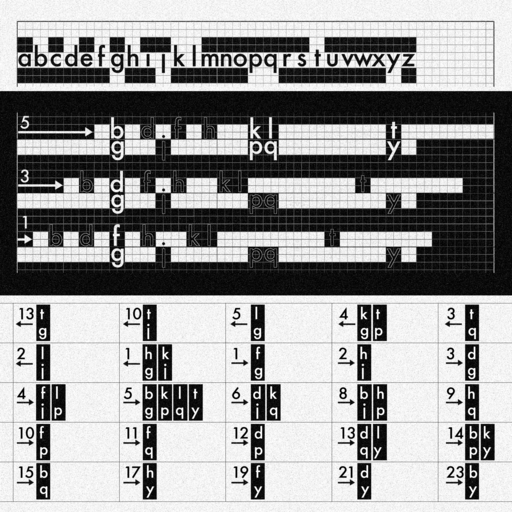 abcdefghijklmnopqrstuvwxyz
5 b d f h k l t
g j p q y
3 b d f h k l t
g j p q y
1 b d f h k l t
g j p q y
13 10 5 4 3
t t l k t t
g j g g p q
2 1 1 2 3
l h k f h d
j g j g j g
4 5 6 8 9
f l b k l t d k b h h
j p g p q y j q j p q
10 11 12 13 14
f f d d l b k
p q p q y p y
15 17 19 21 23
b h f d b
q y y y y